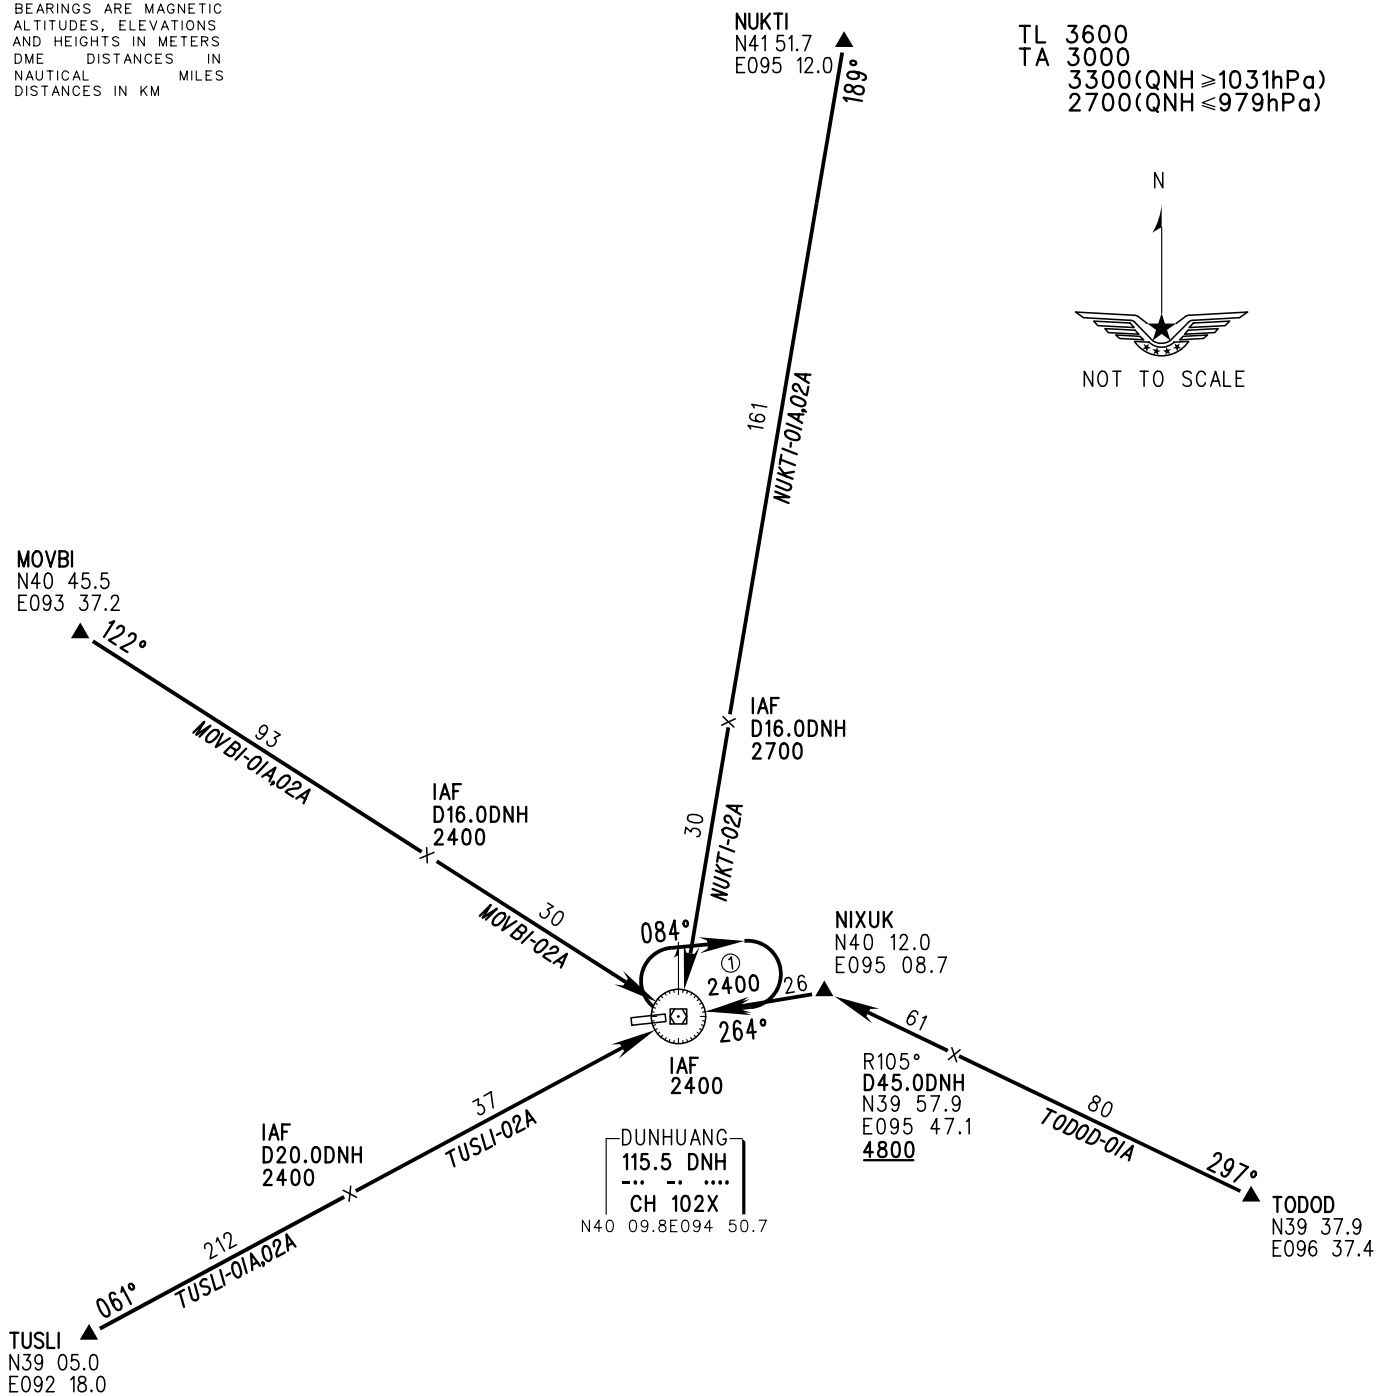 BEARINGS ARE MAGNETIC
ALTITUDES, ELEVATIONS
AND HEIGHTS IN METERS
DME DISTANCES IN
NAUTICAL MILES
DISTANCES IN KM
NUKTI
N41 51.7
E095 12.0
189°
TL 3600
TA 3000
3300(QNH ≥1031hPa)
2700(QNH ≤979hPa)
N
NOT TO SCALE
161
NUKTI-01A,02A
MOVBI
N40 45.5
E093 37.2
122°
93
MOVBI-01A,02A
IAF
D16.0DNH
2700
IAF
D16.0DNH
2400
30
NUKTI-02A
30
MOVBI-02A
084°
①
2400
264°
26
NIXUK
N40 12.0
E095 08.7
61
R105°
D45.0DNH
N39 57.9
E095 47.1
4800
80
TODOD-01A
297°
TODOD
N39 37.9
E096 37.4
IAF
2400
DUNHUANG
115.5 DNH
-·· -· ····
CH 102X
N40 09.8E094 50.7
37
TUSLI-02A
IAF
D20.0DNH
2400
212
TUSLI-01A,02A
061°
TUSLI
N39 05.0
E092 18.0